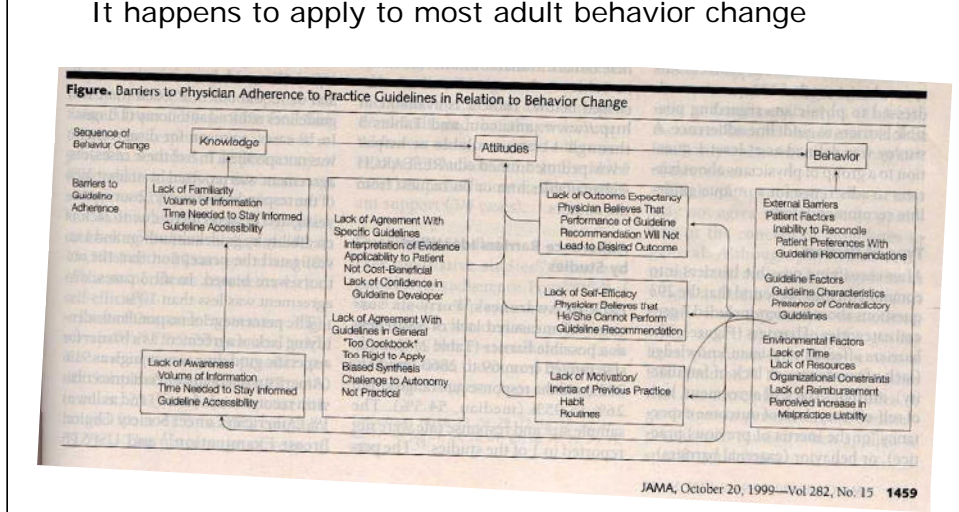 It happens to apply to most adult behavior change
Figure. Barriers to Physician Adherence to Practice Guidelines in Relation to Behavior Change
Sequence of
Behavior Change
Knowledge
Attitudes
Behavior
Barriers to
Guideline
Adherence
Lack of Familiarity
Volume of Information
Time Needed to Stay Informed
Guideline Accessibility
Lack of Awareness
Volume of Information
Time Needed to Stay Informed
Guideline Accessibility
Lack of Agreement With
Specific Guidelines
Interpretation of Evidence
Applicability to Patient
Not Cost-Beneficial
Lack of Confidence in
Guideline Developer
Lack of Agreement With
Guidelines in General
"Too Cookbook"
Too Rigid to Apply
Biased Synthesis
Challenge to Autonomy
Not Practical
Lack of Outcome Expectancy
Physician Believes That
Performance of Guideline
Recommendation Will Not
Lead to Desired Outcome
Lack of Self-Efficacy
Physician Believes that
He/She Cannot Perform
Guideline Recommendation
Lack of Motivation/
Inertia of Previous Practice
Habit
Routines
External Barriers
Patient Factors
Inability to Reconcile
Patient Preferences With
Guideline Recommendations
Guideline Factors
Guideline Characteristics
Presence of Contradictory
Guidelines
Environmental Factors
Lack of Time
Lack of Resources
Organizational Constraints
Lack of Reimbursement
Perceived Increase in
Malpractice Liability
JAMA, October 20, 1999—Vol 282, No. 15 1459